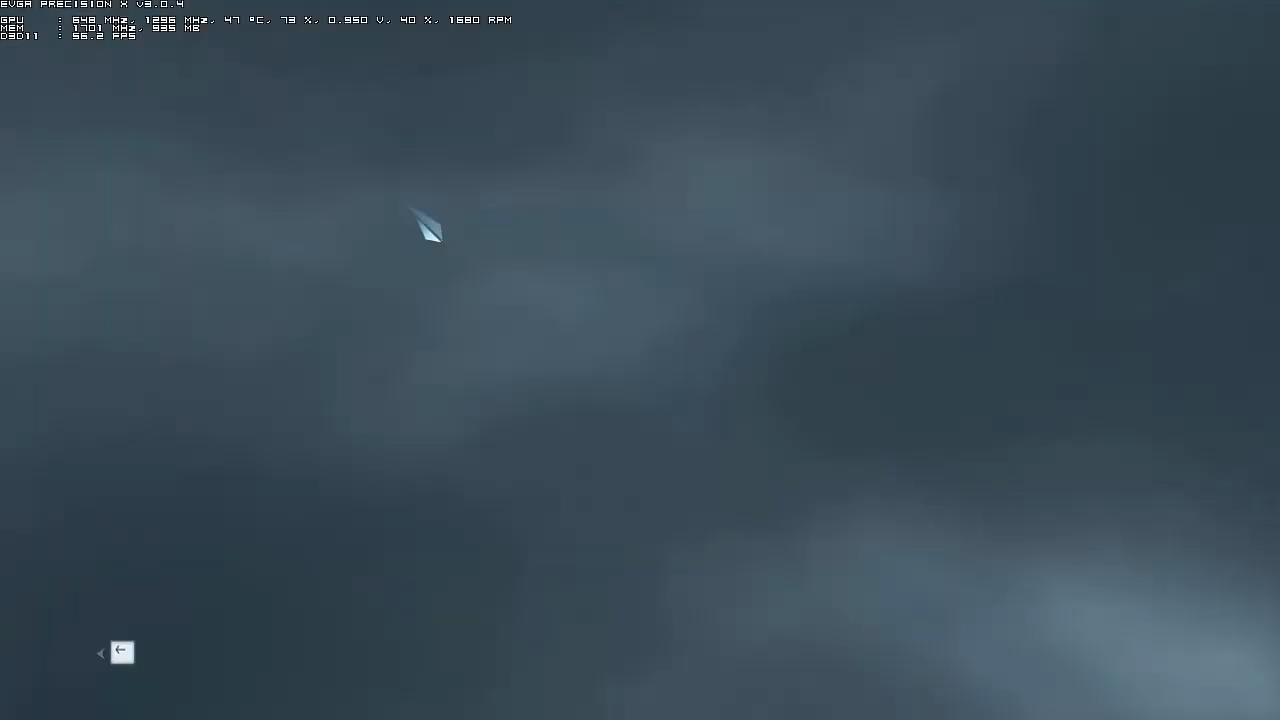 EVGA PRECISION X v3.0.4
GPU : 648 MHz, 1296 MHz, 47 ºC, 73 %, 0.950 V, 40 %, 1680 RPM
MEM : 1701 MHz, 935 MB
D3D11 : 56.2 FPS